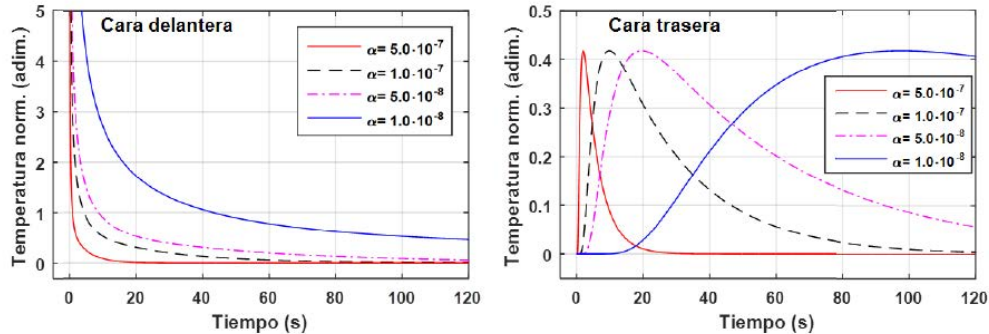 Cara delantera
Temperatura norm. (adim.)
5
4
3
2
1
0
α= 5.0·10⁻⁷
α= 1.0·10⁻⁷
α= 5.0·10⁻⁸
α= 1.0·10⁻⁸
0 20 40 60 80 100 120
Tiempo (s)
Cara trasera
Temperatura norm. (adim.)
0.5
0.4
0.3
0.2
0.1
0
α= 5.0·10⁻⁷
α= 1.0·10⁻⁷
α= 5.0·10⁻⁸
α= 1.0·10⁻⁸
0 20 40 60 80 100 120
Tiempo (s)